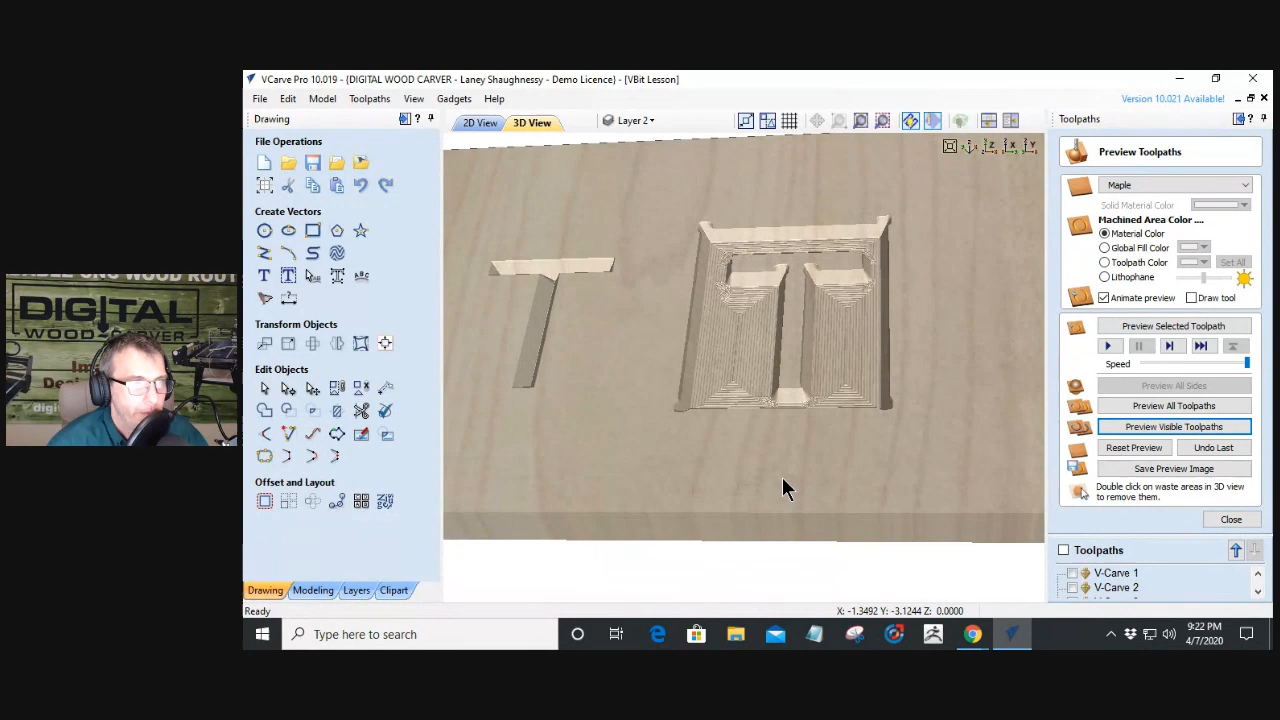 VCarve Pro 10.019 - {DIGITAL WOOD CARVER - Laney Shaughnessy - Demo Licence} - [VBit Lesson]
File Edit Model Toolpaths View Gadgets Help
Version 10.021 Available!
Drawing
?
2D View
3D View
Layer 2
Toolpaths
?
File Operations
Create Vectors
Transform Objects
Edit Objects
Offset and Layout
Drawing Modeling Layers Clipart
Ready
X: -1.3492 Y: -3.1244 Z: 0.0000
Preview Toolpaths
Maple
Solid Material Color
Machined Area Color ....
Material Color
Global Fill Color
Toolpath Color
Set All
Lithophane
Animate preview
Draw tool
Preview Selected Toolpath
Speed
Preview All Sides
Preview All Toolpaths
Preview Visible Toolpaths
Reset Preview
Undo Last
Save Preview Image
Double click on waste areas in 3D view
to remove them.
Close
Toolpaths
V-Carve 1
V-Carve 2
DIGITAL
WOOD CARVER
Type here to search
9:22 PM
4/7/2020